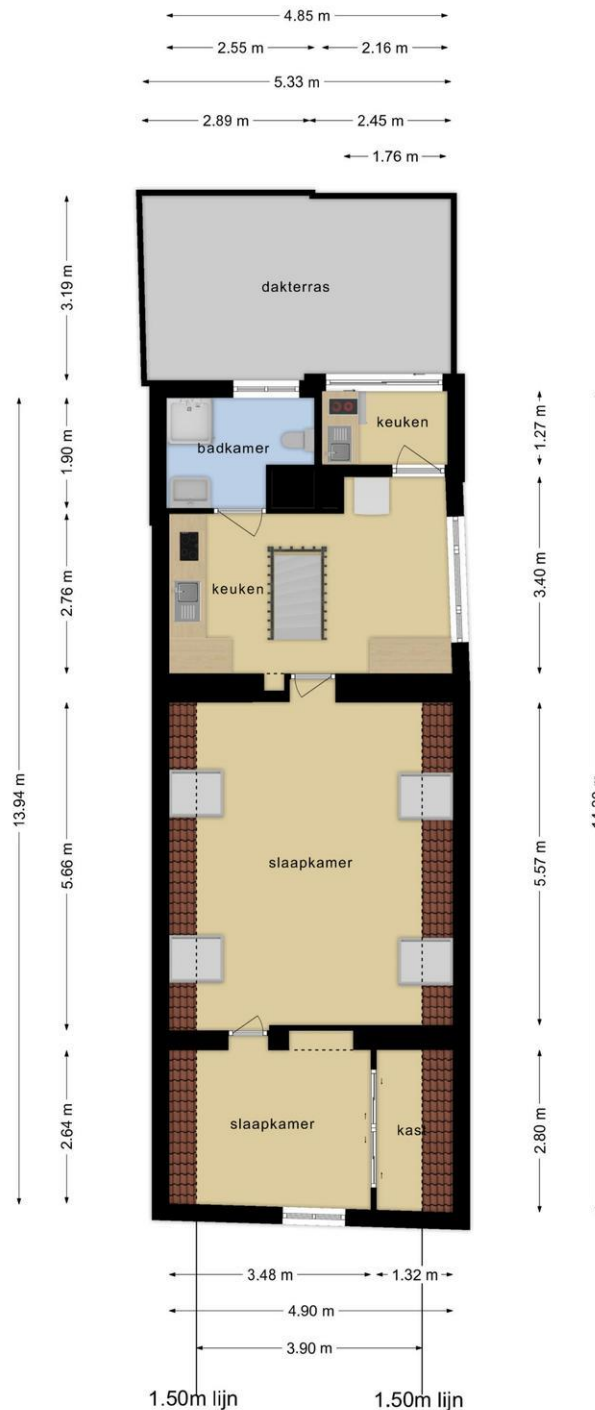 4.85 m
2.55 m
2.16 m
5.33 m
2.89 m
2.45 m
1.76 m
3.19 m
dakterras
1.90 m
badkamer
keuken
1.27 m
2.76 m
keuken
3.40 m
13.94 m
5.66 m
slaapkamer
5.57 m
2.64 m
slaapkamer
kast
2.80 m
3.48 m
1.32 m
4.90 m
3.90 m
1.50m lijn
1.50m lijn